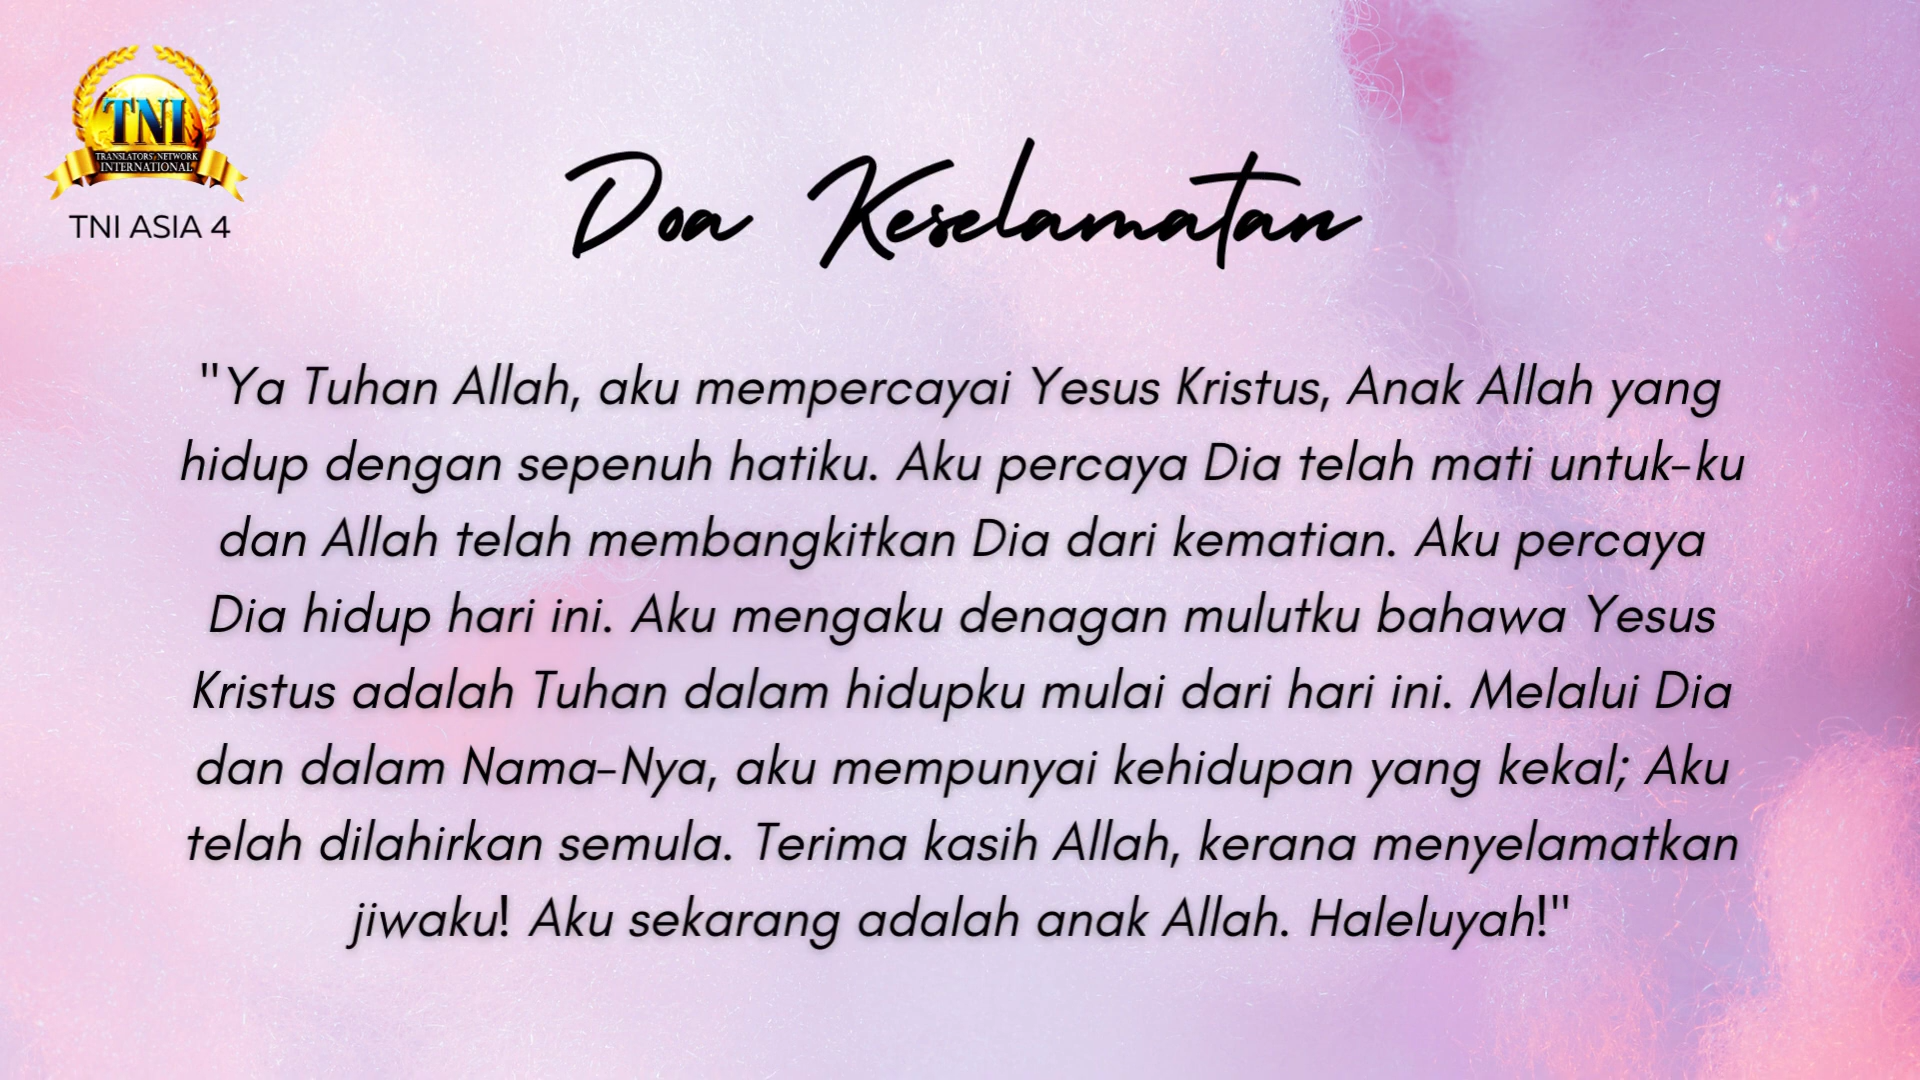 TNI
TRANSLATORS' NETWORK
INTERNATIONAL
TNI ASIA 4
Doa Keselamatan
"Ya Tuhan Allah, aku mempercayai Yesus Kristus, Anak Allah yang
hidup dengan sepenuh hatiku. Aku percaya Dia telah mati untuk-ku
dan Allah telah membangkitkan Dia dari kematian. Aku percaya
Dia hidup hari ini. Aku mengaku denagan mulutku bahawa Yesus
Kristus adalah Tuhan dalam hidupku mulai dari hari ini. Melalui Dia
dan dalam Nama-Nya, aku mempunyai kehidupan yang kekal; Aku
telah dilahirkan semula. Terima kasih Allah, kerana menyelamatkan
jiwaku! Aku sekarang adalah anak Allah. Haleluyah!"